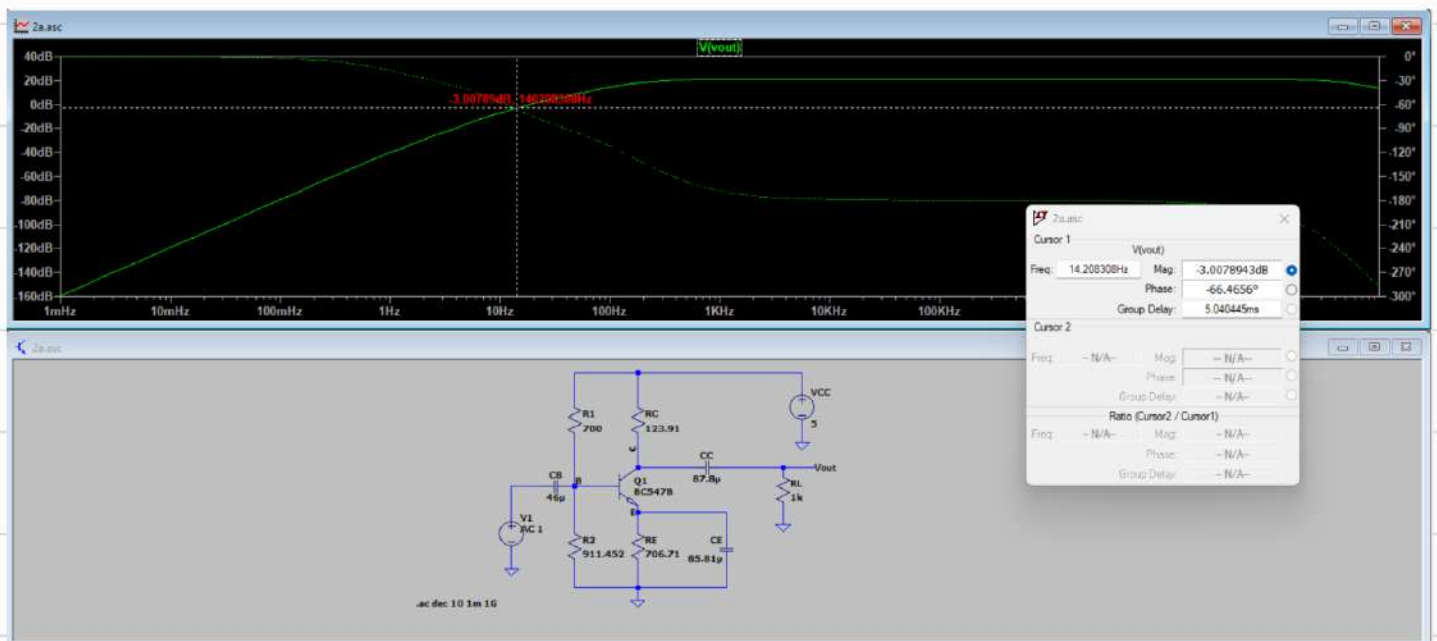 2a.asc
V(vout)
40dB 0°
20dB -30°
0dB -60°
-20dB -90°
-40dB -120°
-60dB -150°
-80dB -180°
-100dB -210°
-120dB -240°
-140dB -270°
160dB -300°
1mHz 10mHz 100mHz 1Hz 10Hz 100Hz 1KHz 10KHz 100KHz
2a.asc
Cursor 1
V(vout)
Freq: 14.208308Hz Mag: -3.0078943dB
Phase: -66.4656°
Group Delay: 5.040445ms
Cursor 2
Freq: -- N/A-- Mag: -- N/A--
Phase: -- N/A--
Group Delay: -- N/A--
Ratio (Cursor2 / Cursor1)
Freq: -- N/A-- Mag: -- N/A--
Phase: -- N/A--
Group Delay: -- N/A--
2a.asc
VCC
5
R1
700
RC
123.91
C
CC
87.8µ
Vout
RL
1k
CB
46µ
B
Q1
BC547B
E
V1
AC 1
R2
911.452
RE
706.71
CE
85.81µ
.ac dec 10 1m 1G